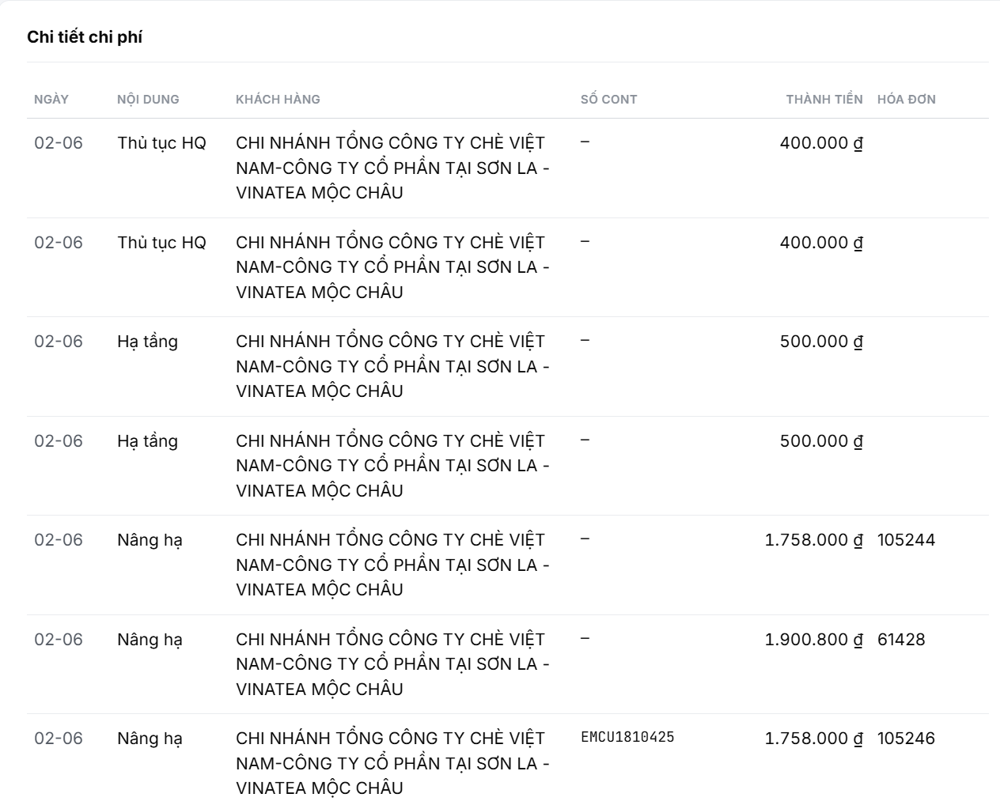 Chi tiết chi phí
NGÀY NỘI DUNG KHÁCH HÀNG SỐ CONT THÀNH TIỀN HÓA ĐƠN
02-06 Thủ tục HQ CHI NHÁNH TỔNG CÔNG TY CHÈ VIỆT – 400.000 ₫
NAM-CÔNG TY CỔ PHẦN TẠI SƠN LA -
VINATEA MỘC CHÂU
02-06 Thủ tục HQ CHI NHÁNH TỔNG CÔNG TY CHÈ VIỆT – 400.000 ₫
NAM-CÔNG TY CỔ PHẦN TẠI SƠN LA -
VINATEA MỘC CHÂU
02-06 Hạ tầng CHI NHÁNH TỔNG CÔNG TY CHÈ VIỆT – 500.000 ₫
NAM-CÔNG TY CỔ PHẦN TẠI SƠN LA -
VINATEA MỘC CHÂU
02-06 Hạ tầng CHI NHÁNH TỔNG CÔNG TY CHÈ VIỆT – 500.000 ₫
NAM-CÔNG TY CỔ PHẦN TẠI SƠN LA -
VINATEA MỘC CHÂU
02-06 Nâng hạ CHI NHÁNH TỔNG CÔNG TY CHÈ VIỆT – 1.758.000 ₫ 105244
NAM-CÔNG TY CỔ PHẦN TẠI SƠN LA -
VINATEA MỘC CHÂU
02-06 Nâng hạ CHI NHÁNH TỔNG CÔNG TY CHÈ VIỆT – 1.900.800 ₫ 61428
NAM-CÔNG TY CỔ PHẦN TẠI SƠN LA -
VINATEA MỘC CHÂU
02-06 Nâng hạ CHI NHÁNH TỔNG CÔNG TY CHÈ VIỆT EMCU1810425 1.758.000 ₫ 105246
NAM-CÔNG TY CỔ PHẦN TẠI SƠN LA -
VINATEA MỘC CHÂU